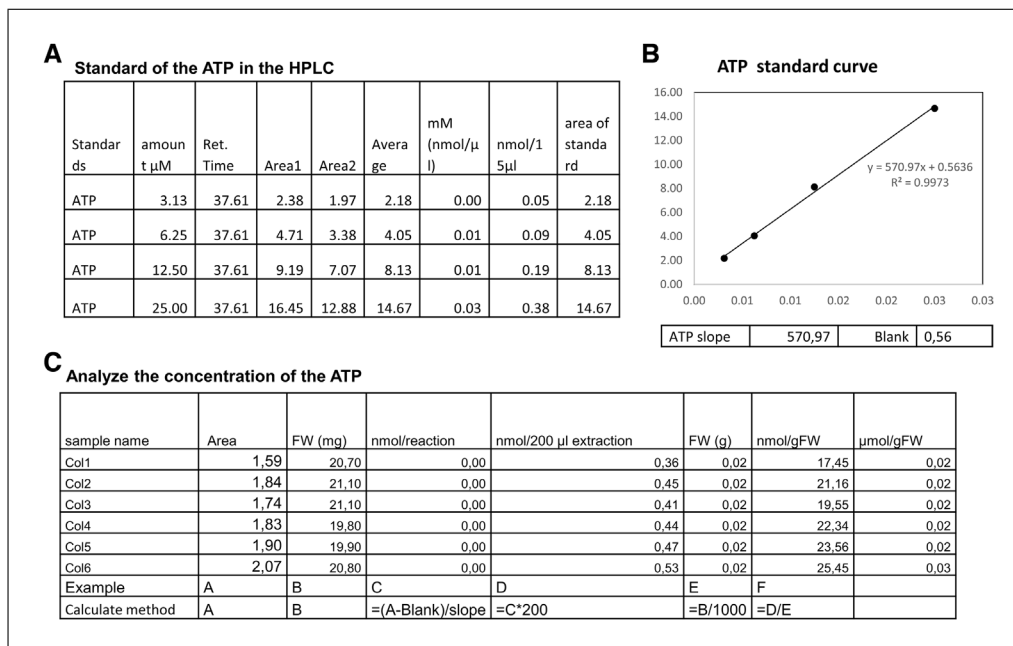 A
Standard of the ATP in the HPLC
Standar
ds
amoun
t µM
Ret.
Time
Area1
Area2
Avera
ge
mM
(nmol/µ
l)
nmol/1
5µl
area of
standa
rd
ATP 3.13 37.61 2.38 1.97 2.18 0.00 0.05 2.18
ATP 6.25 37.61 4.71 3.38 4.05 0.01 0.09 4.05
ATP 12.50 37.61 9.19 7.07 8.13 0.01 0.19 8.13
ATP 25.00 37.61 16.45 12.88 14.67 0.03 0.38 14.67
B
ATP standard curve
16.00
14.00
12.00
10.00
8.00
6.00
4.00
2.00
0.00
y = 570.97x + 0.5636
R² = 0.9973
0.00 0.01 0.01 0.02 0.02 0.03 0.03
ATP slope 570,97 Blank 0,56
C
Analyze the concentration of the ATP
sample name Area FW (mg) nmol/reaction nmol/200 µl extraction FW (g) nmol/gFW µmol/gFW
Col1 1,59 20,70 0,00 0,36 0,02 17,45 0,02
Col2 1,84 21,10 0,00 0,45 0,02 21,16 0,02
Col3 1,74 21,10 0,00 0,41 0,02 19,55 0,02
Col4 1,83 19,80 0,00 0,44 0,02 22,34 0,02
Col5 1,90 19,90 0,00 0,47 0,02 23,56 0,02
Col6 2,07 20,80 0,00 0,53 0,02 25,45 0,03
Example A B C D E F
Calculate method A B =(A-Blank)/slope =C*200 =B/1000 =D/E